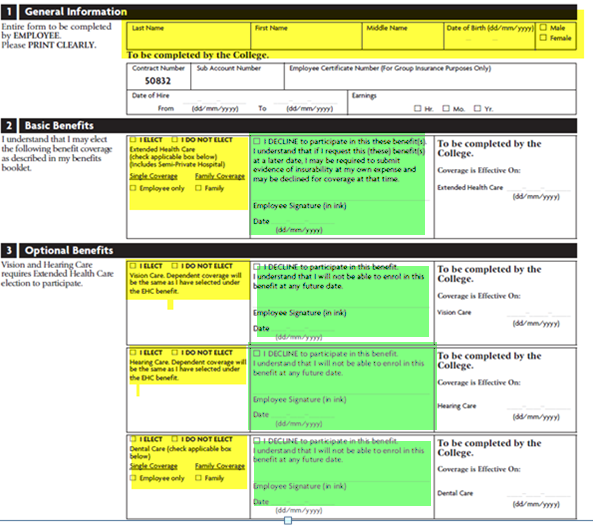 1 General Information
Entire form to be completed
by EMPLOYEE.
Please PRINT CLEARLY.
Last Name First Name Middle Name Date of Birth (dd/mm/yyyy) ☐ Male
☐ Female
To be completed by the College.
Contract Number Sub Account Number Employee Certificate Number (For Group Insurance Purposes Only)
50832
Date of Hire Earnings
From (dd/mm/yyyy) To (dd/mm/yyyy) ☐ Hr. ☐ Mo. ☐ Yr.
2 Basic Benefits
I understand that I may elect
the following benefit coverage
as described in my benefits
booklet.
☐ I ELECT ☐ I DO NOT ELECT
Extended Health Care
(check applicable box below)
(Includes Semi-Private Hospital)
Single Coverage Family Coverage
☐ Employee only ☐ Family
☐ I DECLINE to participate in this these benefit(s).
I understand that if I request this (these) benefit(s)
at a later date, I may be required to submit
evidence of insurability at my own expense and
may be declined for coverage at that time.
Employee Signature (in ink)
Date
(dd/mm/yyyy)
To be completed by the
College.
Coverage is Effective On:
Extended Health Care
(dd/mm/yyyy)
3 Optional Benefits
Vision and Hearing Care
requires Extended Health Care
election to participate.
☐ I ELECT ☐ I DO NOT ELECT
Vision Care. Dependent coverage will
be the same as I have selected under
the EHC benefit.
☐ I DECLINE to participate in this benefit.
I understand that I will not be able to enrol in this
benefit at any future date.
Employee Signature (in ink)
Date
(dd/mm/yyyy)
To be completed by the
College.
Coverage is Effective On:
Vision Care
(dd/mm/yyyy)
☐ I ELECT ☐ I DO NOT ELECT
Hearing Care. Dependent coverage will
be the same as I have selected under
the EHC benefit.
☐ I DECLINE to participate in this benefit.
I understand that I will not be able to enrol in this
benefit at any future date.
Employee Signature (in ink)
Date
(dd/mm/yyyy)
To be completed by the
College.
Coverage is Effective On:
Hearing Care
(dd/mm/yyyy)
☐ I ELECT ☐ I DO NOT ELECT
Dental Care (check applicable box
below)
Single Coverage Family Coverage
☐ Employee only ☐ Family
☐ I DECLINE to participate in this benefit.
I understand that I will not be able to enrol in this
benefit at any future date.
Employee Signature (in ink)
Date
(dd/mm/yyyy)
To be completed by the
College.
Coverage is Effective On:
Dental Care
(dd/mm/yyyy)